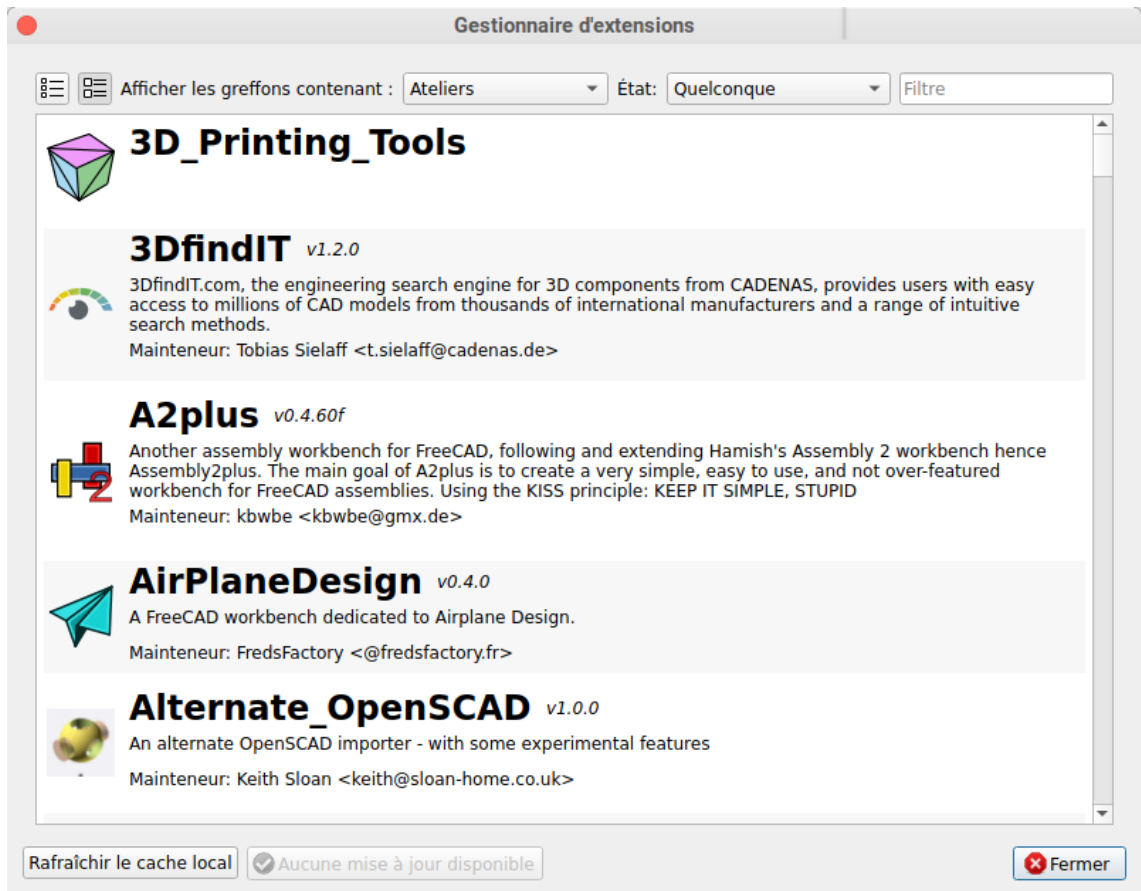 Gestionnaire d'extensions
Afficher les greffons contenant : Ateliers État: Quelconque Filtre
3D_Printing_Tools
3DfindIT v1.2.0
3DfindIT.com, the engineering search engine for 3D components from CADENAS, provides users with easy
access to millions of CAD models from thousands of international manufacturers and a range of intuitive
search methods.
Mainteneur: Tobias Sielaff <t.sielaff@cadenas.de>
A2plus v0.4.60f
Another assembly workbench for FreeCAD, following and extending Hamish's Assembly 2 workbench hence
Assembly2plus. The main goal of A2plus is to create a very simple, easy to use, and not over-featured
workbench for FreeCAD assemblies. Using the KISS principle: KEEP IT SIMPLE, STUPID
Mainteneur: kbwbe <kbwbe@gmx.de>
2
AirPlaneDesign v0.4.0
A FreeCAD workbench dedicated to Airplane Design.
Mainteneur: FredsFactory <@fredsfactory.fr>
Alternate_OpenSCAD v1.0.0
An alternate OpenSCAD importer - with some experimental features
Mainteneur: Keith Sloan <keith@sloan-home.co.uk>
Rafraîchir le cache local Aucune mise à jour disponible Fermer